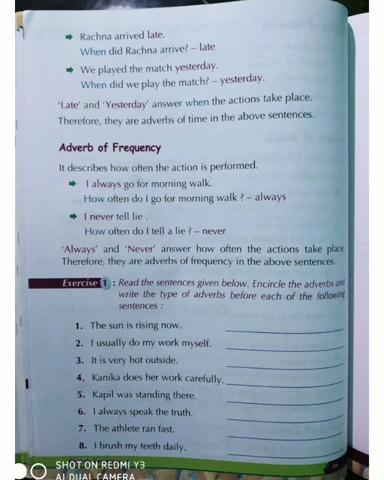 ➡ Rachna arrived late.
When did Rachna arrive? – late
➡ We played the match yesterday.
When did we play the match? – yesterday.
'Late' and 'Yesterday' answer when the actions take place.
Therefore, they are adverbs of time in the above sentences.
Adverb of Frequency
It describes how often the action is performed.
➡ I always go for morning walk.
How often do I go for morning walk ? – always
➡ I never tell lie .
How often do I tell a lie ? – never
'Always' and 'Never' answer how often the actions take place.
Therefore, they are adverbs of frequency in the above sentences.
Exercise 1 : Read the sentences given below. Encircle the adverbs and
write the type of adverbs before each of the following
sentences :
1. The sun is rising now.
2. I usually do my work myself.
3. It is very hot outside.
4. Kanika does her work carefully.
5. Kapil was standing there.
6. I always speak the truth.
7. The athlete ran fast.
8. I brush my teeth daily.
SHOT ON REDMI Y3
AI DUAL CAMERA